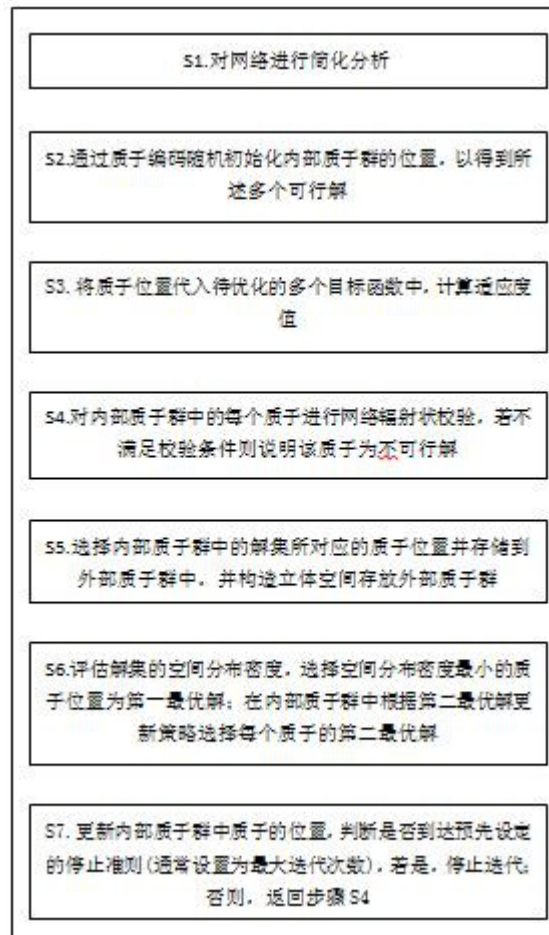 S1.对网络进行简化分析
S2.通过质子编码随机初始化内部质子群的位置，以得到所
述多个可行解
S3. 将质子位置代入待优化的多个目标函数中，计算适应度
值
S4.对内部质子群中的每个质子进行网络辐射状校验，若不
满足校验条件则说明该质子为不可行解
S5.选择内部质子群中的解集所对应的质子位置并存储到
外部质子群中，并构造立体空间存放外部质子群
S6.评估解集的空间分布密度，选择空间分布密度最小的质
子位置为第一最优解；在内部质子群中根据第二最优解更
新策略选择每个质子的第二最优解
S7. 更新内部质子群中质子的位置，判断是否到达预先设定
的停止准则(通常设置为最大迭代次数)，若是，停止迭代;
否则，返回步骤 S4